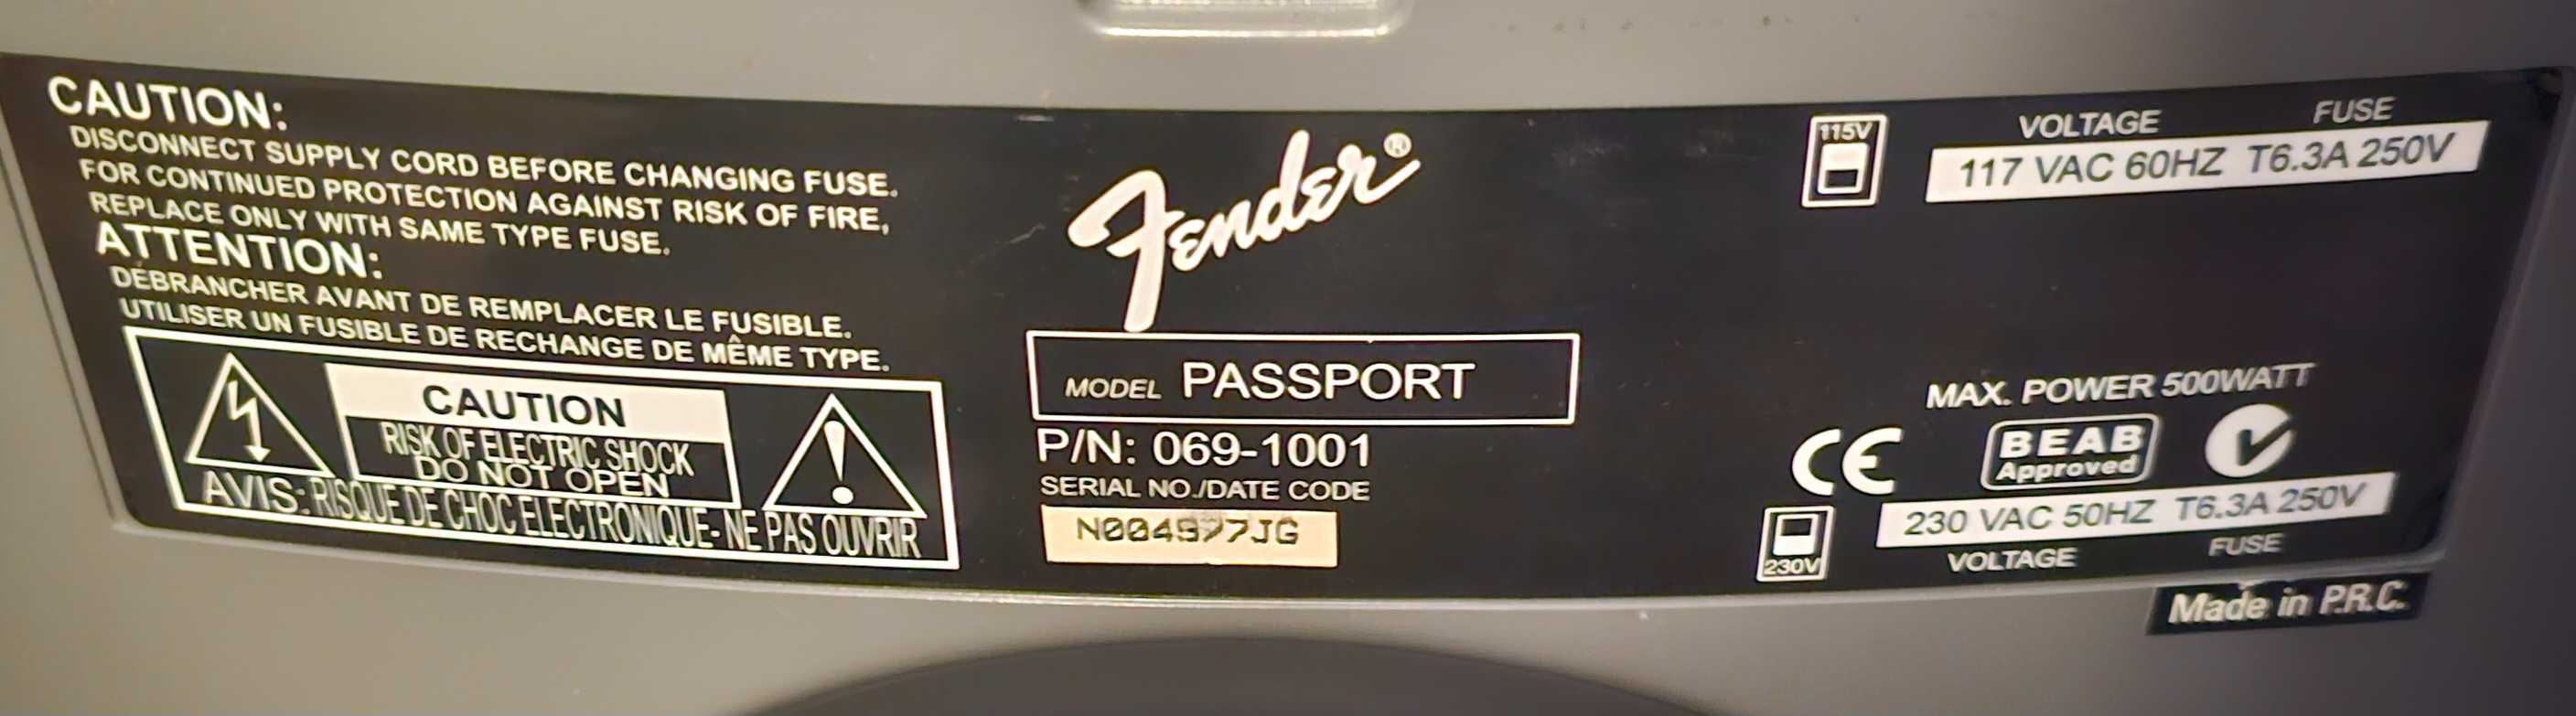 CAUTION:
DISCONNECT SUPPLY CORD BEFORE CHANGING FUSE.
FOR CONTINUED PROTECTION AGAINST RISK OF FIRE,
REPLACE ONLY WITH SAME TYPE FUSE.
ATTENTION:
DÉBRANCHER AVANT DE REMPLACER LE FUSIBLE.
UTILISER UN FUSIBLE DE RECHANGE DE MÊME TYPE.
CAUTION
RISK OF ELECTRIC SHOCK
DO NOT OPEN
AVIS: RISQUE DE CHOC ELECTRONIQUE- NE PAS OUVRIR
Fender®
MODEL PASSPORT
P/N: 069-1001
SERIAL NO./DATE CODE
115V
VOLTAGE FUSE
117 VAC 60HZ T6.3A 250V
MAX. POWER 500WATT
CE
BEAB
Approved
230 VAC 50HZ T6.3A 250V
230V
VOLTAGE FUSE
Made in P.R.C.